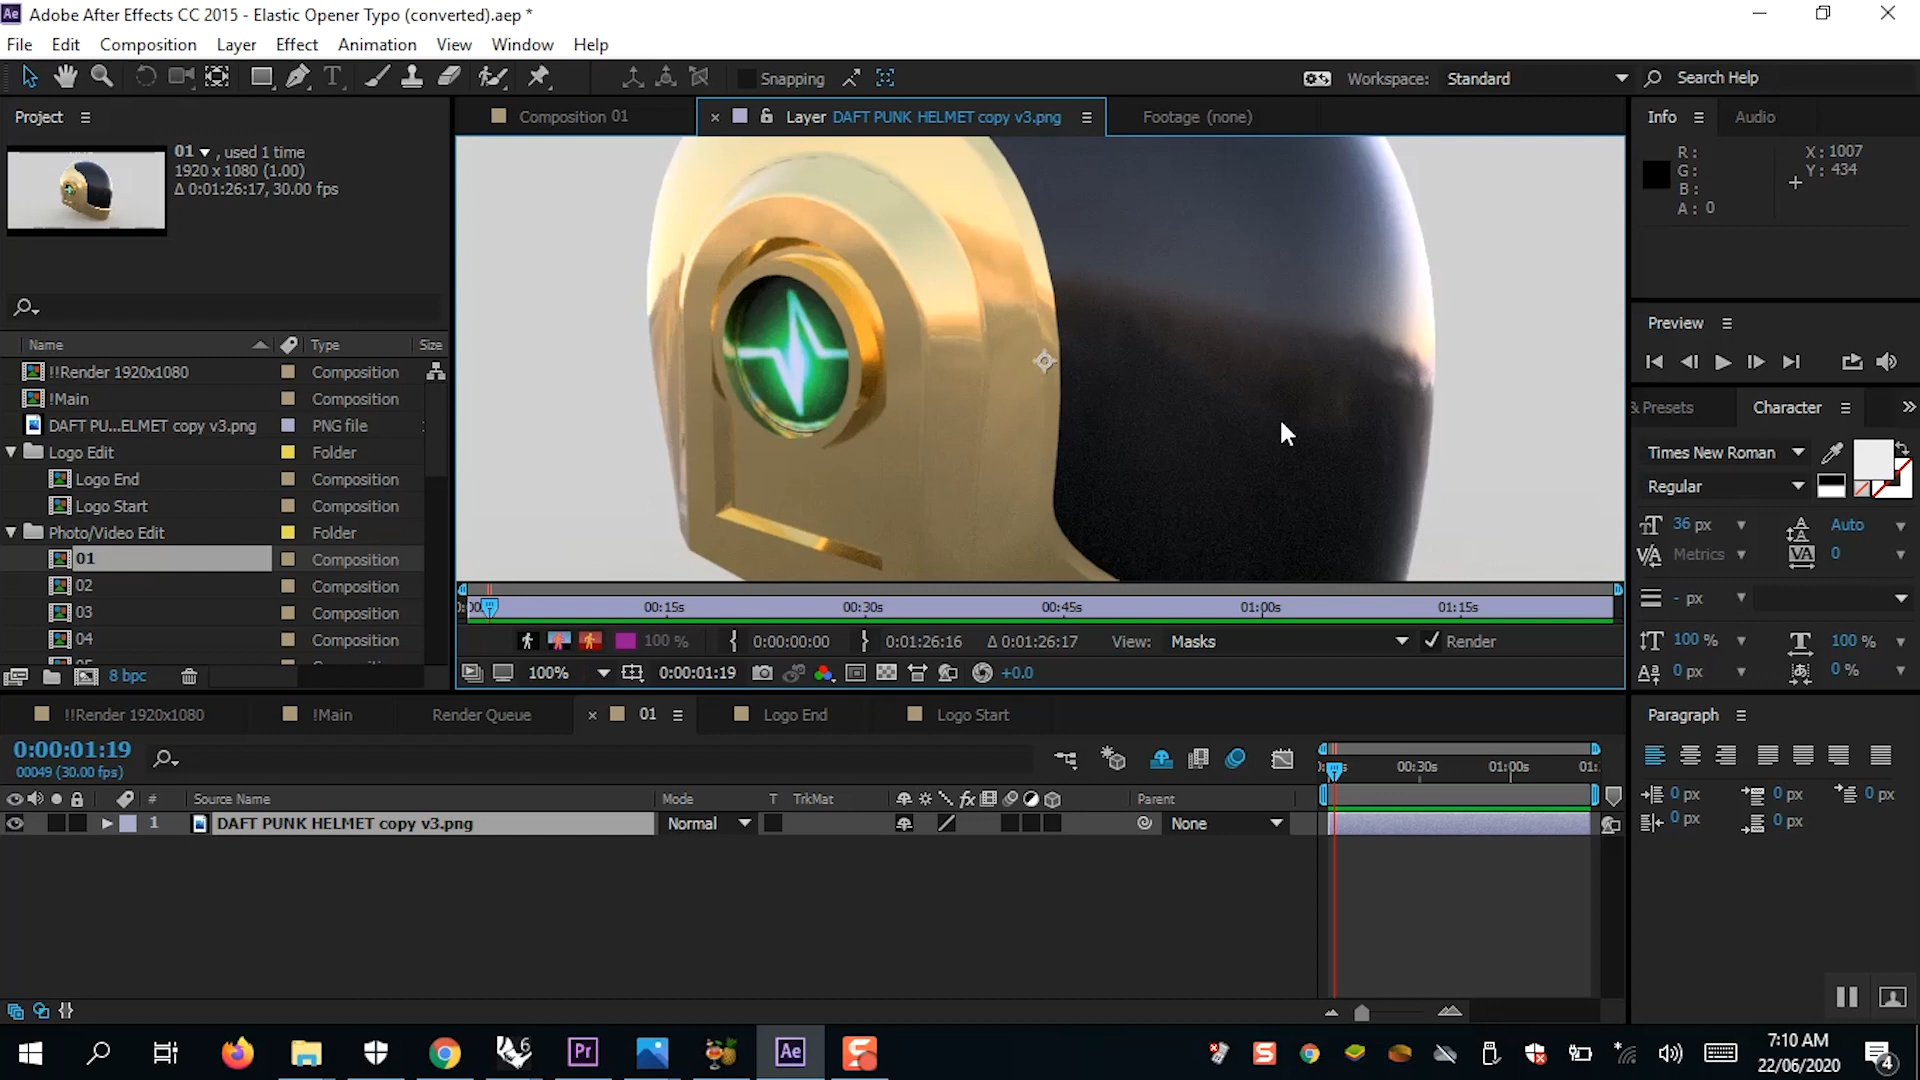 Ae Adobe After Effects CC 2015 - Elastic Opener Typo (converted).aep *
File Edit Composition Layer Effect Animation View Window Help
Snapping
Workspace: Standard
Search Help
Project
01 , used 1 time
1920 x 1080 (1.00)
Δ 0:01:26:17, 30.00 fps
Composition 01
Layer DAFT PUNK HELMET copy v3.png
Footage (none)
Info Audio
R:
G:
B:
A: 0
X: 1007
Y: 434
Name Type Size
!!Render 1920x1080 Composition
!Main Composition
DAFT PU...ELMET copy v3.png PNG file
Logo Edit Folder
Logo End Composition
Logo Start Composition
Photo/Video Edit Folder
01 Composition
02 Composition
03 Composition
04 Composition
8 bpc
00:15s 00:30s 00:45s 01:00s 01:15s
100 % 0:00:00:00 0:01:26:16 Δ 0:01:26:17 View: Masks Render
100% 0:00:01:19 +0.0
Preview
& Presets Character
Times New Roman
Regular
36 px Auto
Metrics 0
- px
100 % 100 %
0 px 0 %
!!Render 1920x1080 !Main Render Queue 01 Logo End Logo Start
0:00:01:19
00049 (30.00 fps)
00:30s 01:00s 01:
# Source Name Mode T TrkMat Parent
1 DAFT PUNK HELMET copy v3.png Normal None
Paragraph
0 px 0 px 0 px
0 px 0 px
6 Pr Ae
7:10 AM
22/06/2020
4